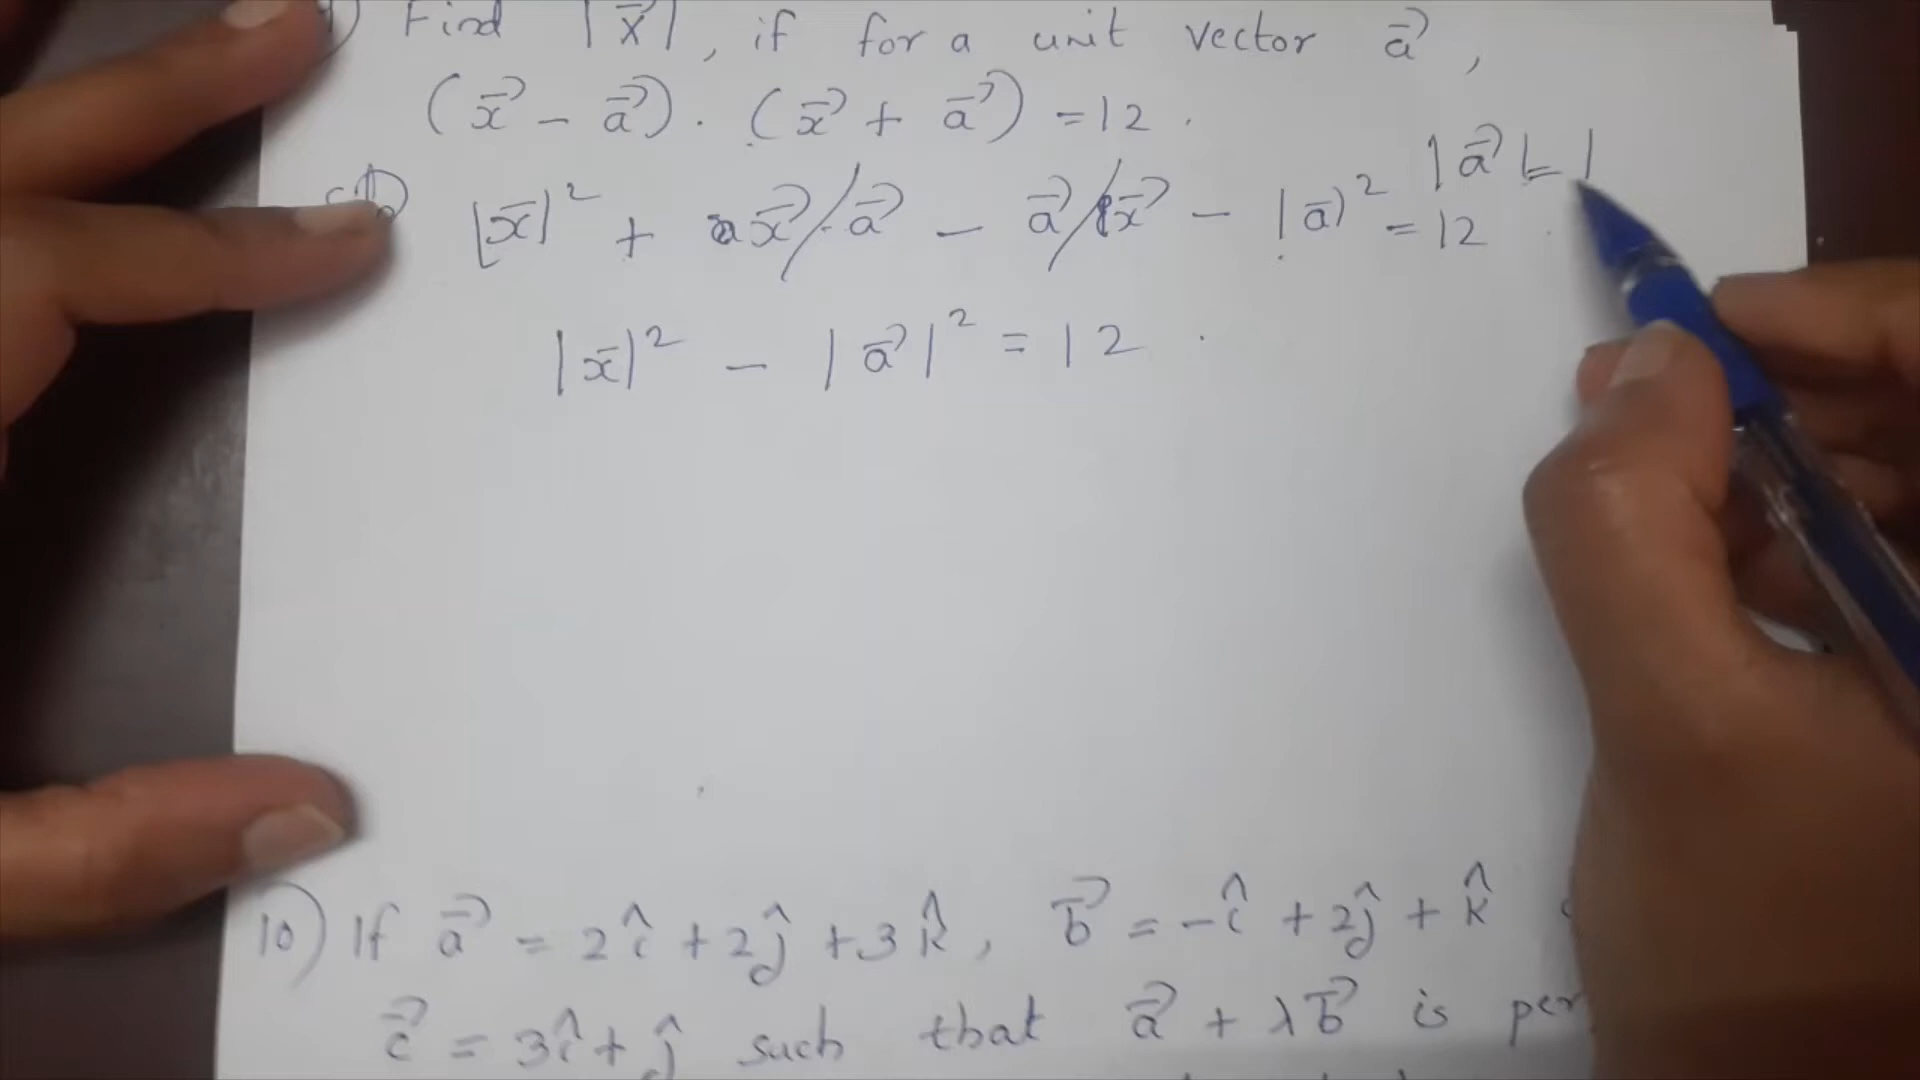 Find |x⃗|, if for a unit vector a⃗,
(x⃗ - a⃗) . (x⃗ + a⃗) = 12 .
|x⃗|² + x⃗ . a⃗ - a⃗ . x⃗ - |a⃗|² = 12
|a⃗| = 1
|x⃗|² - |a⃗|² = 12 .
10) If a⃗ = 2î + 2ĵ + 3k̂, b⃗ = -î + 2ĵ + k̂
c⃗ = 3î + ĵ such that a⃗ + λb⃗ is per